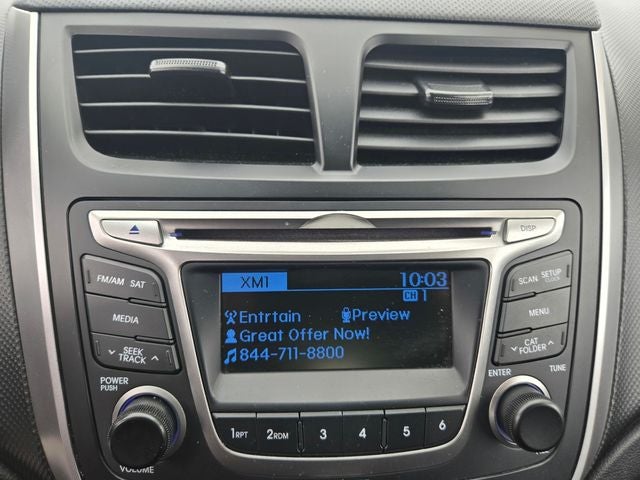 DISP
XM1 10:03
CH 1
Entrtain Preview
Great Offer Now!
844-711-8800
FM/AM SAT
MEDIA
SEEK
TRACK
POWER
PUSH
VOLUME
1RPT 2RDM 3 4 5 6
SCAN SETUP
CLOCK
MENU
CAT
FOLDER
ENTER TUNE